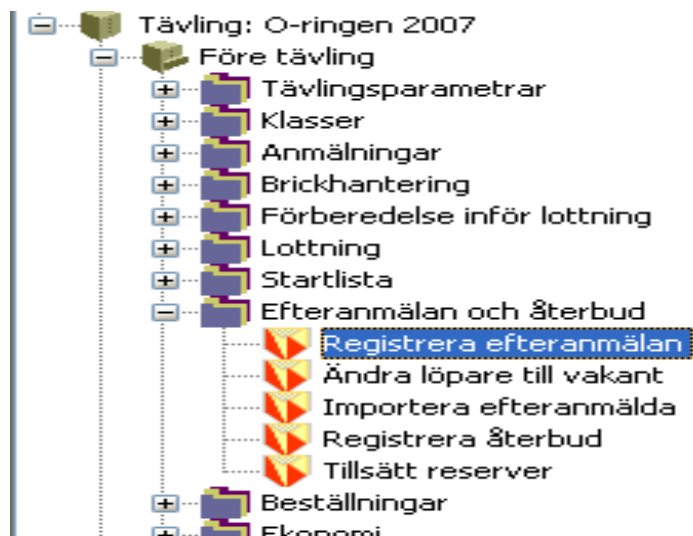 Tävling: O-ringen 2007
Före tävling
Tävlingsparametrar
Klasser
Anmälningar
Brickhantering
Förberedelse inför lottning
Lottning
Startlista
Efteranmälan och återbud
Registrera efteranmälan
Ändra löpare till vakant
Importera efteranmälda
Registrera återbud
Tillsätt reserver
Beställningar
Ekonomi